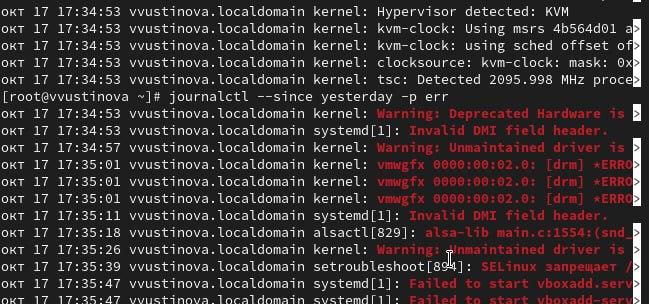 окт 17 17:34:53 vvustinova.localdomain kernel: Hypervisor detected: KVM
окт 17 17:34:53 vvustinova.localdomain kernel: kvm-clock: Using msrs 4b564d01 a>
окт 17 17:34:53 vvustinova.localdomain kernel: kvm-clock: using sched offset of>
окт 17 17:34:53 vvustinova.localdomain kernel: clocksource: kvm-clock: mask: 0x>
окт 17 17:34:53 vvustinova.localdomain kernel: tsc: Detected 2095.998 MHz proce>
[root@vvustinova ~]# journalctl --since yesterday -p err
окт 17 17:34:53 vvustinova.localdomain kernel: Warning: Deprecated Hardware is >
окт 17 17:34:53 vvustinova.localdomain systemd[1]: Invalid DMI field header.
окт 17 17:34:57 vvustinova.localdomain kernel: Warning: Unmaintained driver is >
окт 17 17:35:01 vvustinova.localdomain kernel: vmwgfx 0000:00:02.0: [drm] *ERRO>
окт 17 17:35:01 vvustinova.localdomain kernel: vmwgfx 0000:00:02.0: [drm] *ERRO>
окт 17 17:35:01 vvustinova.localdomain kernel: vmwgfx 0000:00:02.0: [drm] *ERRO>
окт 17 17:35:11 vvustinova.localdomain systemd[1]: Invalid DMI field header.
окт 17 17:35:18 vvustinova.localdomain alsactl[829]: alsa-lib main.c:1554:(snd_>
окт 17 17:35:26 vvustinova.localdomain kernel: Warning: Unmaintained driver is >
окт 17 17:35:39 vvustinova.localdomain setroubleshoot[894]: SELinux запрещает />
окт 17 17:35:47 vvustinova.localdomain systemd[1]: Failed to start vboxadd.serv>
окт 17 17:35:47 vvustinova.localdomain systemd[1]: Failed to start vboxadd-serv>